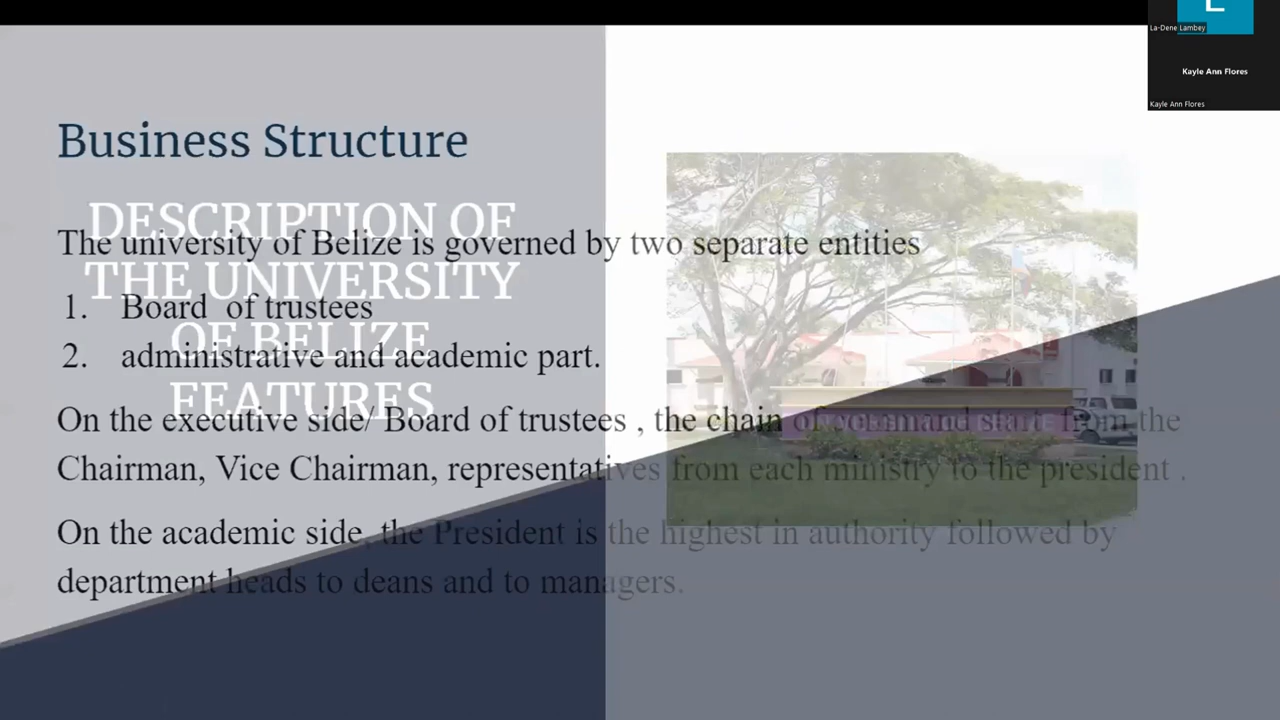 La-Dene Lambey
Kayle Ann Flores
Kayle Ann Flores
Business Structure
DESCRIPTION OF
THE UNIVERSITY
OF BELIZE
FEATURES
The university of Belize is governed by two separate entities
1. Board of trustees
2. administrative and academic part.
On the executive side/ Board of trustees , the chain of command start from the
Chairman, Vice Chairman, representatives from each ministry to the president .
On the academic side, the President is the highest in authority followed by
department heads to deans and to managers.